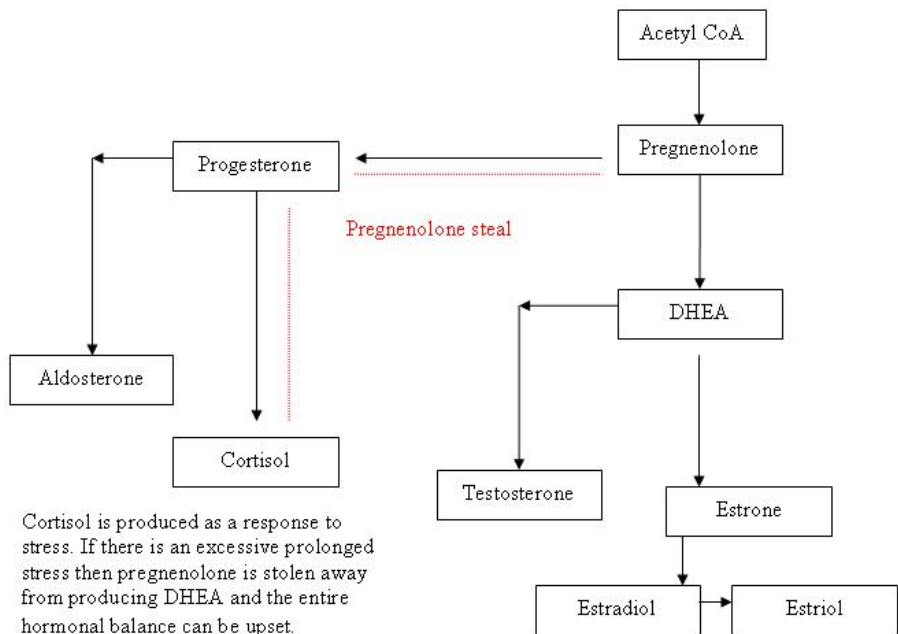 Acetyl CoA
Pregnenolone
Progesterone
Pregnenolone steal
DHEA
Aldosterone
Cortisol
Testosterone
Estrone
Cortisol is produced as a response to
stress. If there is an excessive prolonged
stress then pregnenolone is stolen away
from producing DHEA and the entire
hormonal balance can be upset.
Estradiol
Estriol